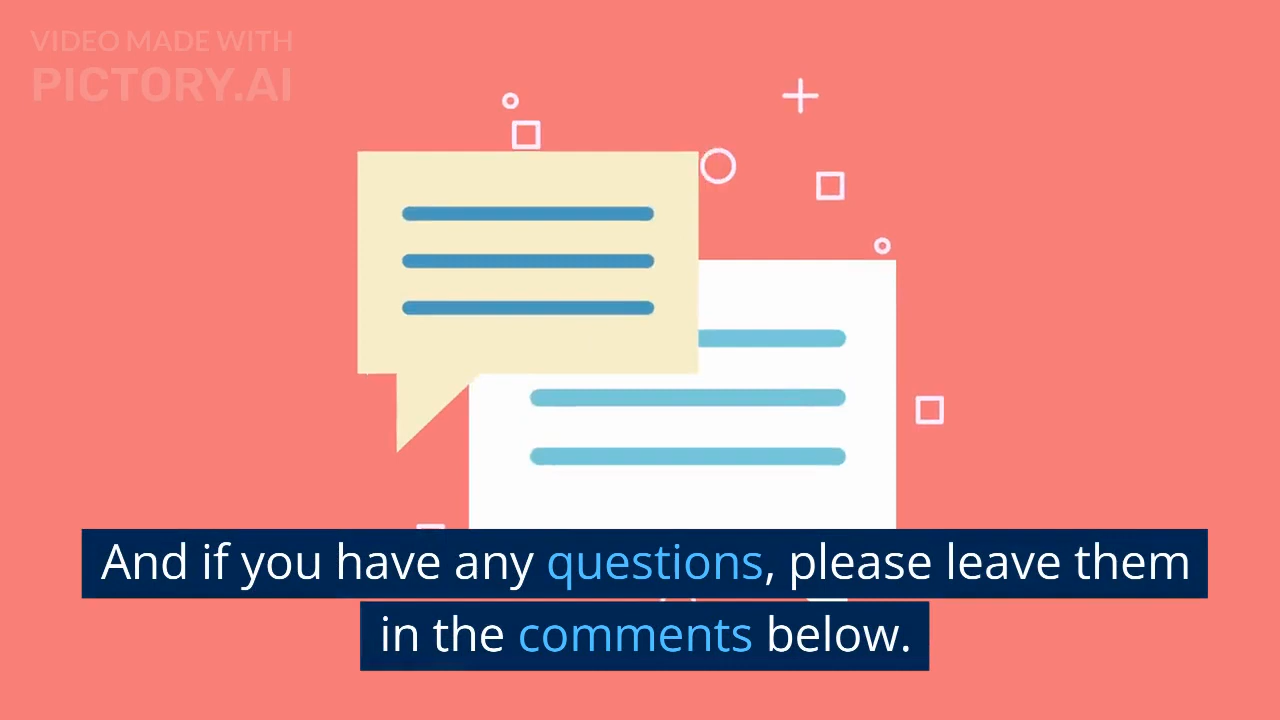 VIDEO MADE WITH
PICTORY.AI
And if you have any questions, please leave them
in the comments below.